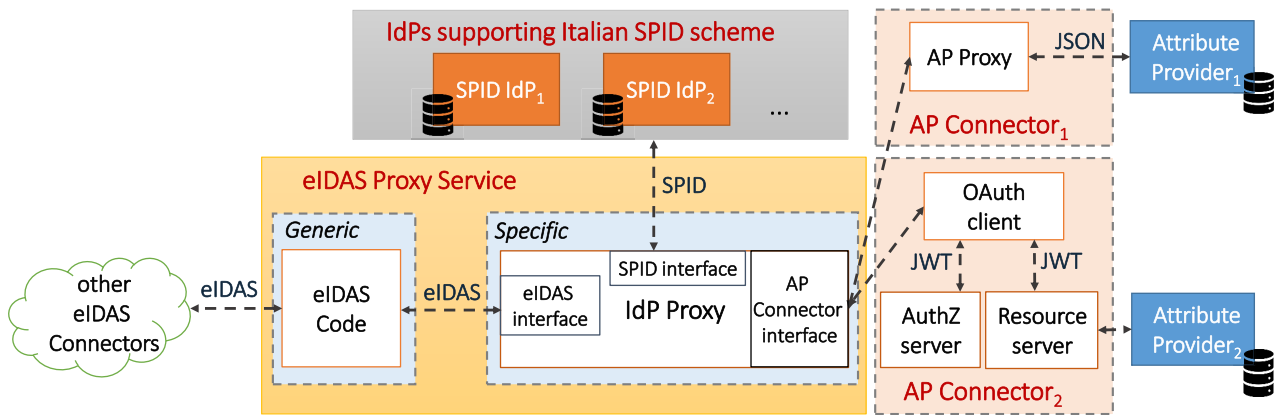 IdPs supporting Italian SPID scheme
SPID IdP1
SPID IdP2
...
AP Proxy
JSON
Attribute
Provider1
AP Connector1
eIDAS Proxy Service
SPID
Generic
Specific
other
eIDAS
Connectors
eIDAS
eIDAS
Code
eIDAS
eIDAS
interface
SPID interface
IdP Proxy
AP
Connector
interface
OAuth
client
JWT
JWT
AuthZ
server
Resource
server
Attribute
Provider2
AP Connector2